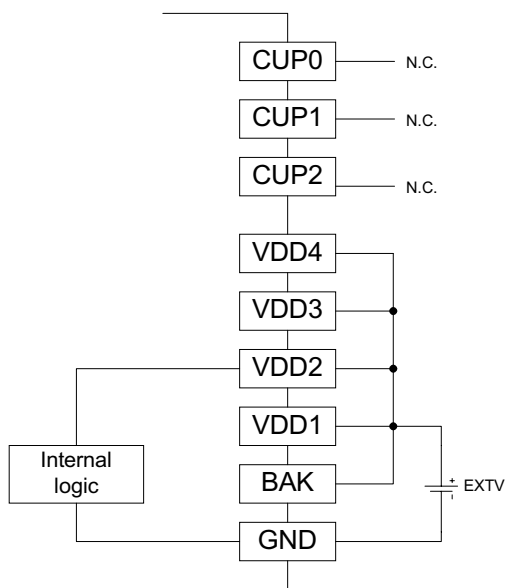 CUP0
N.C.
CUP1
N.C.
CUP2
N.C.
VDD4
VDD3
VDD2
VDD1
Internal
logic
BAK
+
EXTV
-
GND